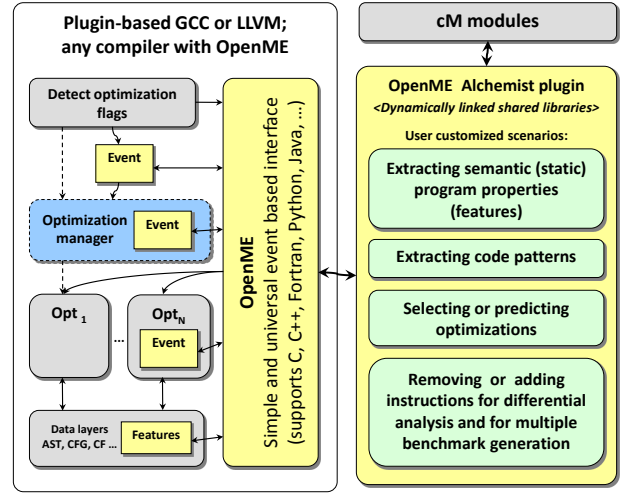 Plugin-based GCC or LLVM;
any compiler with OpenME
Detect optimization
flags
Event
Optimization
manager
Event
Opt 1
...
OptN
Event
Data layers
AST, CFG, CF ...
Features
OpenME
Simple and universal event based interface
(supports C, C++, Fortran, Python, Java, ...)
cM modules
OpenME Alchemist plugin
<Dynamically linked shared libraries>
User customized scenarios:
Extracting semantic (static)
program properties
(features)
Extracting code patterns
Selecting or predicting
optimizations
Removing or adding
instructions for differential
analysis and for multiple
benchmark generation